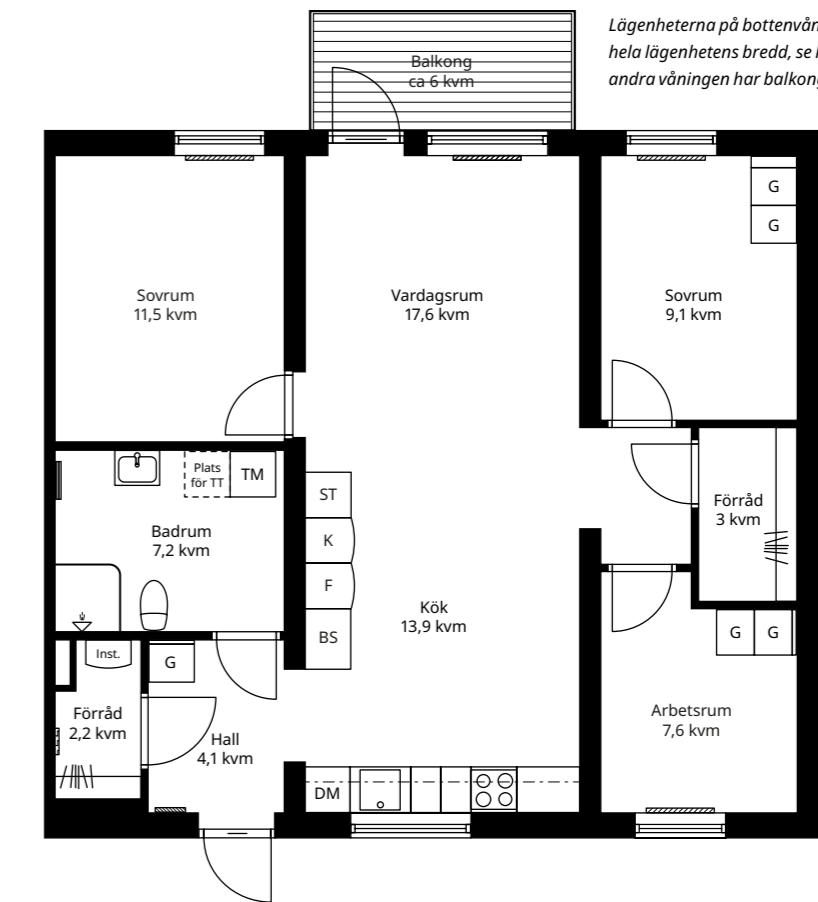 Lägenheterna på
hela lägenhetens bredd, se
andra våningen har
Balkong
ca 6 kvm
Sovrum
11,5 kvm
Vardagsrum
17,6 kvm
Sovrum
9,1 kvm
G
G
Plats
för TT
TM
Badrum
7,2 kvm
ST
K
F
BS
Kök
13,9 kvm
Förråd
3 kvm
Inst.
G
Förråd
2,2 kvm
Hall
4,1 kvm
DM
G
G
Arbetsrum
7,6 kvm